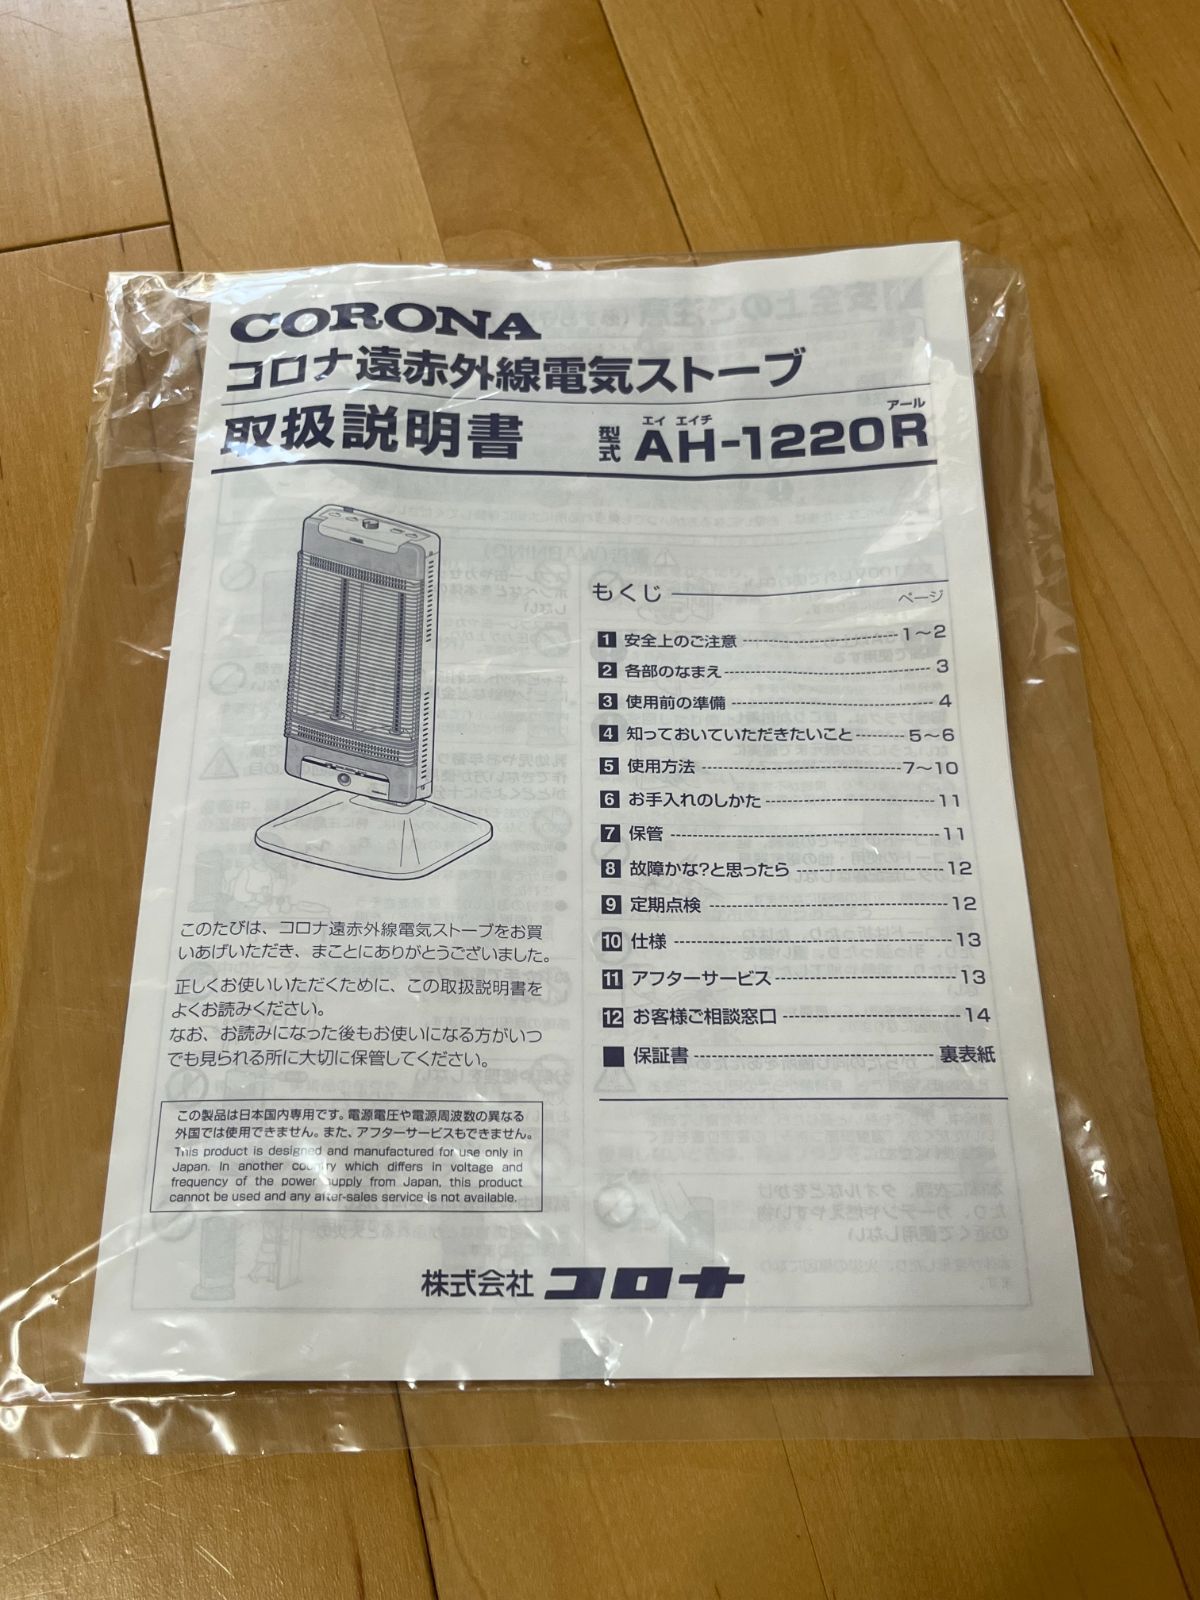 CORONA
コロナ遠赤外線電気ストーブ
取扱説明書 型式 エイ エイチ アール AH-1220R
もくじ ページ
1 安全上のご注意 1~2
2 各部のなまえ 3
3 使用前の準備 4
4 知っておいていただきたいこと 5~6
5 使用方法 7~10
6 お手入れのしかた 11
7 保管 11
8 故障かな?と思ったら 12
9 定期点検 12
10 仕様 13
11 アフターサービス 13
12 お客様ご相談窓口 14
■ 保証書 裏表紙
このたびは、コロナ遠赤外線電気ストーブをお買
いあげいただき、まことにありがとうございました。
正しくお使いいただくために、この取扱説明書を
よくお読みください。
なお、お読みになった後もお使いになる方がいつ
でも見られる所に大切に保管してください。
この製品は日本国内専用です。電源電圧や電源周波数の異なる
外国では使用できません。また、アフターサービスもできません。
This product is designed and manufactured for use only in
Japan. In another country which differs in voltage and
frequency of the power supply from Japan, this product
cannot be used and any after-sales service is not available.
株式会社 コロナ